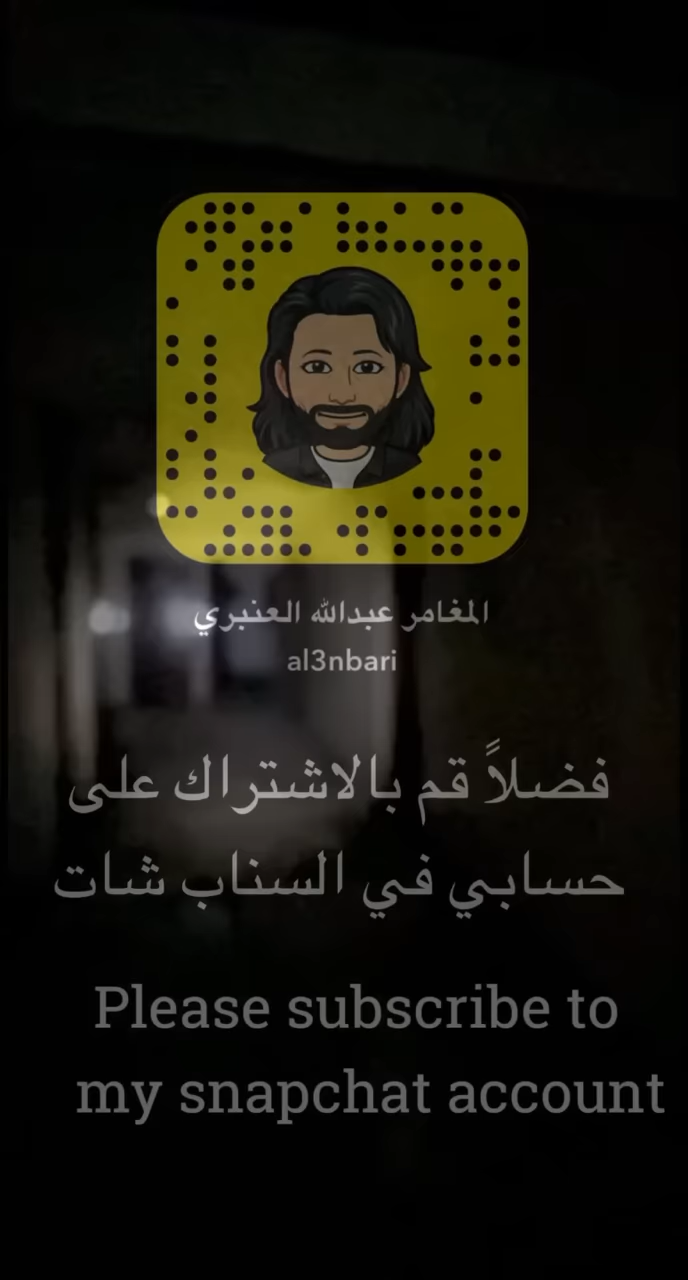 المغامر عبدالله العنبري
al3nbari
فضلاً قم بالاشتراك على
حسابي في السناب شات
Please subscribe to
my snapchat account